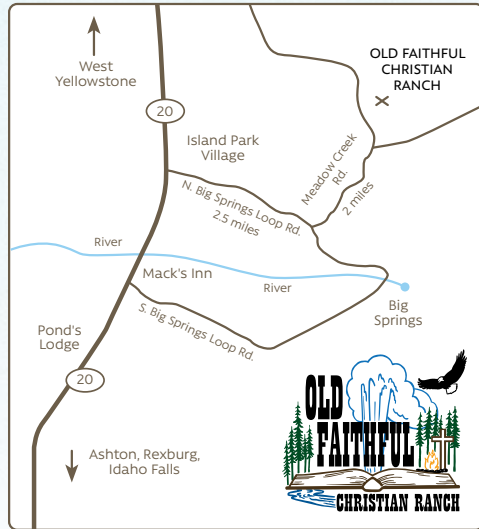 West
Yellowstone
OLD FAITHFUL
CHRISTIAN
RANCH
20
Island Park
Village
Meadow Creek
Rd.
2 miles
N. Big Springs Loop Rd.
2.5 miles
River
Mack's Inn
River
Big
Springs
S. Big Springs Loop Rd.
Pond's
Lodge
20
Ashton, Rexburg,
Idaho Falls
OLD
FAITHFUL
CHRISTIAN RANCH